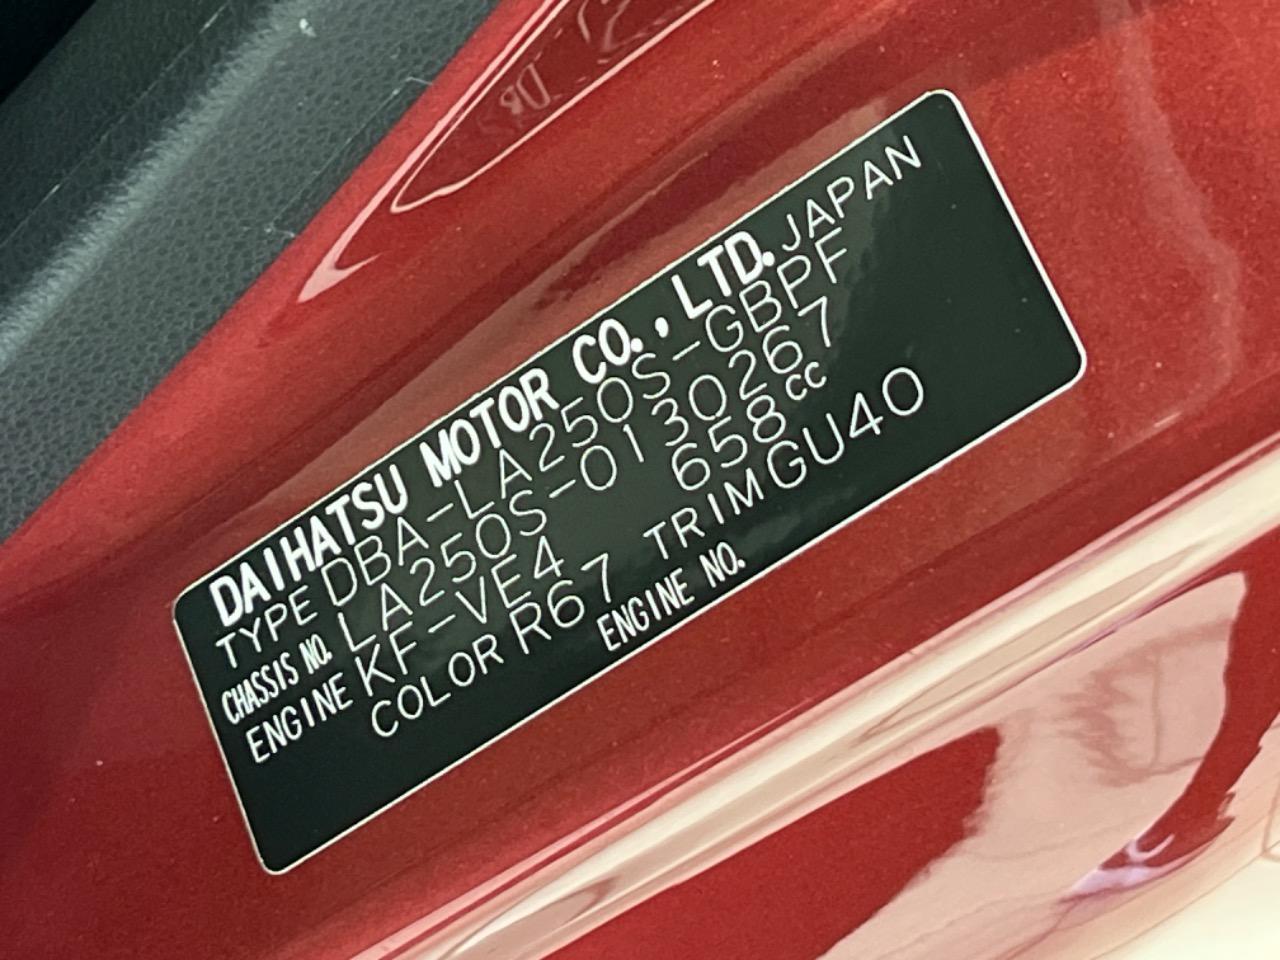 DAIHATSU MOTOR CO., LTD. JAPAN
TYPE DBA-LA250S-GBPF
CHASSIS NO. LA250S-0130267
ENGINE KF-VE4 658cc
COLOR R67 TRIM GU40
ENGINE NO.